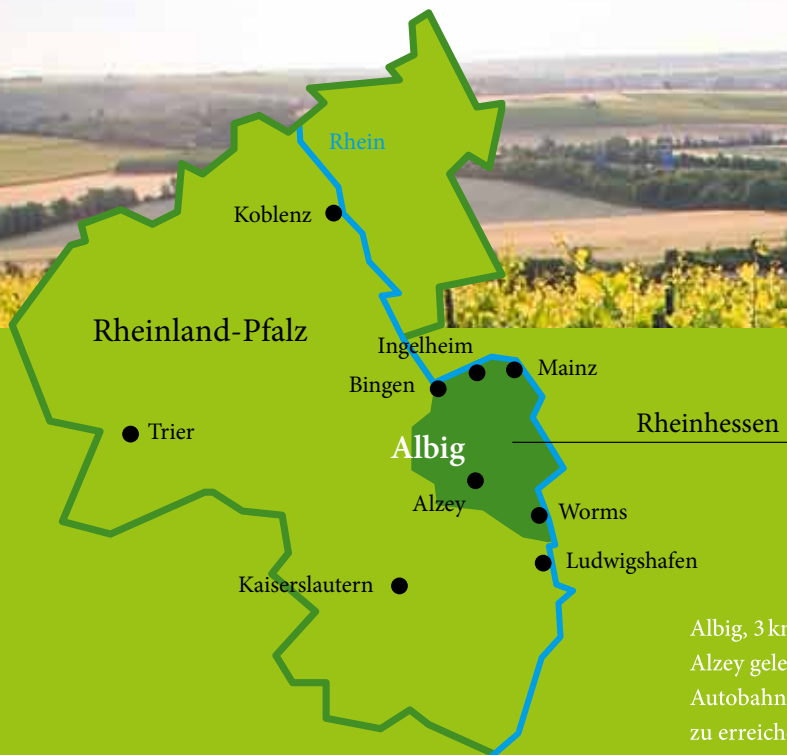 Rhein
Koblenz
Rheinland-Pfalz
Ingelheim
Mainz
Bingen
Rheinhessen
Trier
Albig
Alzey
Worms
Ludwigshafen
Kaiserslautern
Albig, 3 km
Alzey gele
Autobahn
zu erreich